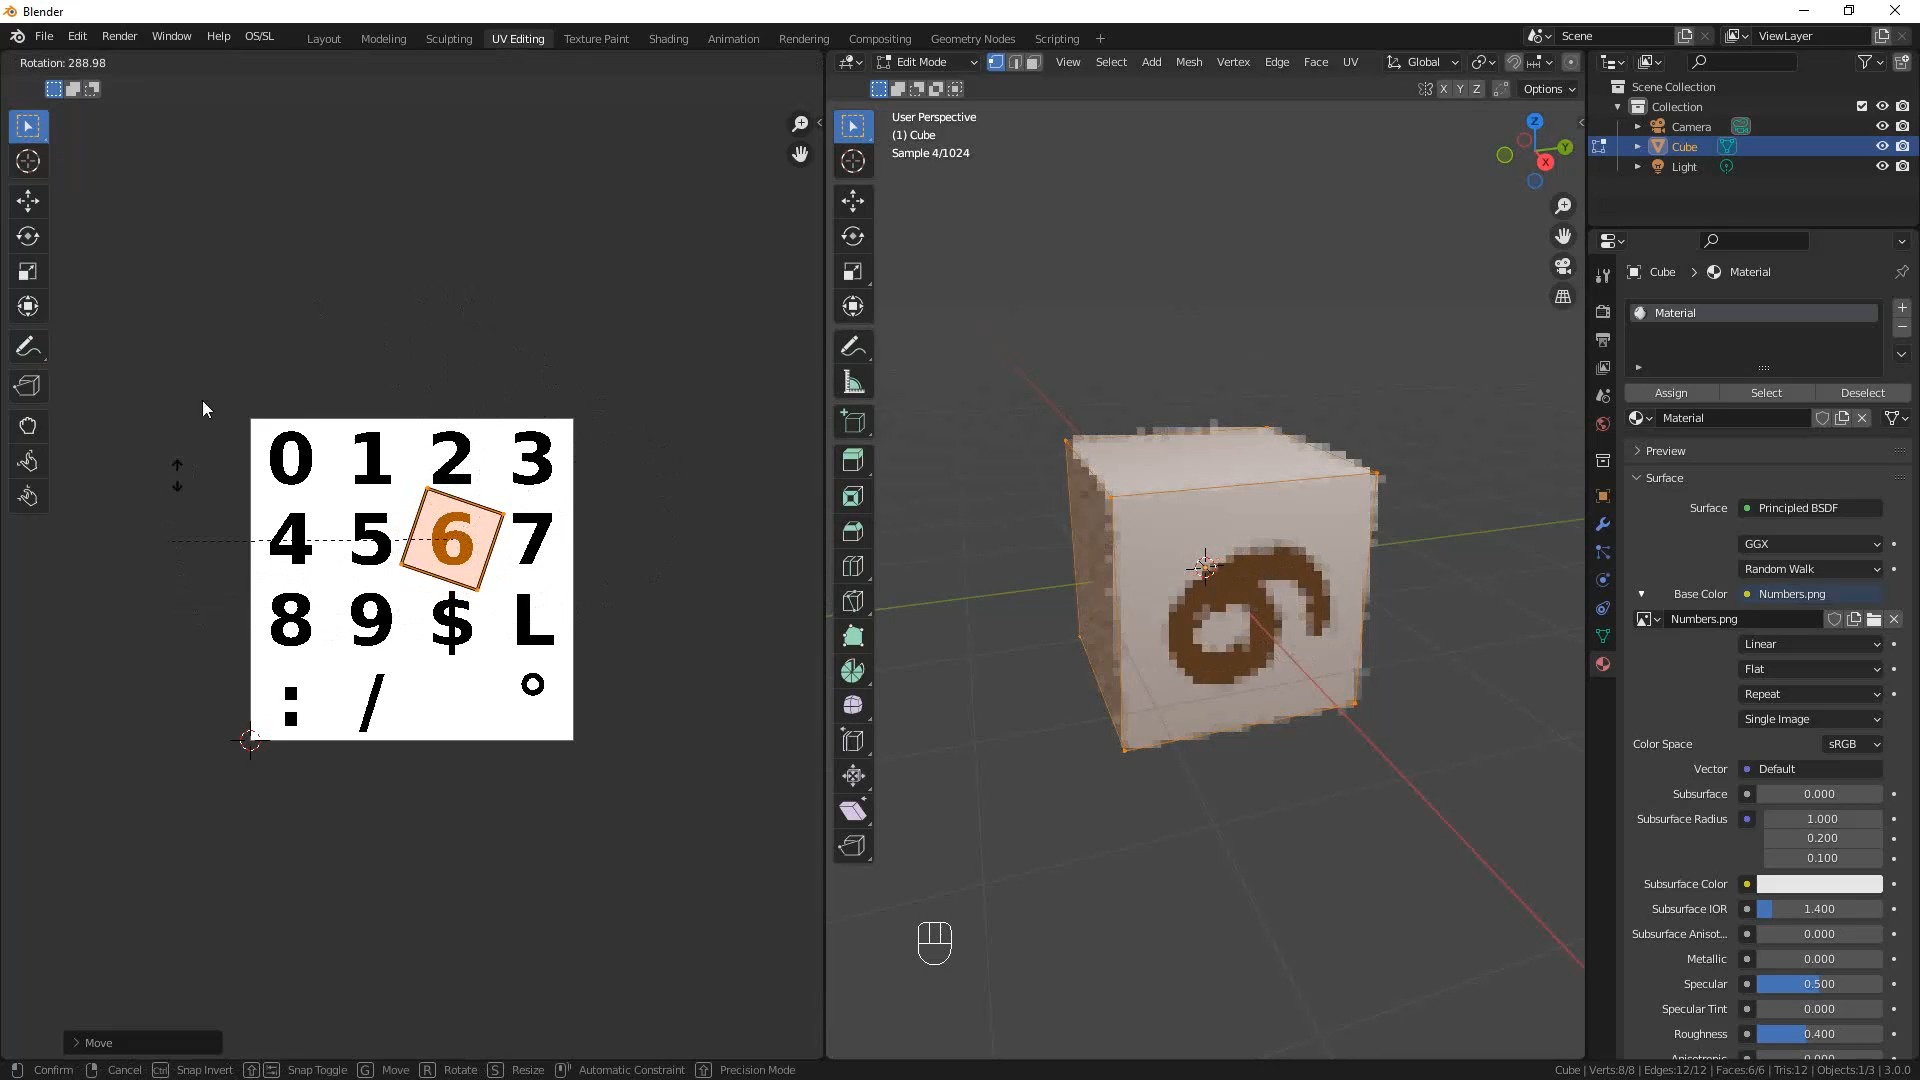 Blender
File Edit Render Window Help OS/SL
Layout Modeling Sculpting UV Editing Texture Paint Shading Animation Rendering Compositing Geometry Nodes Scripting +
Scene
ViewLayer
Rotation: 288.98
Edit Mode
View Select Add Mesh Vertex Edge Face UV
Global
X Y Z
Options
User Perspective
(1) Cube
Sample 4/1024
Z
Y
X
0 1 2 3
4 5 6 7
8 9 $ L
: / °
6
Move
Scene Collection
Collection
Camera
Cube
Light
Cube > Material
Material
Assign Select Deselect
Material
Preview
Surface
Surface Principled BSDF
GGX
Random Walk
Base Color Numbers.png
Numbers.png
Linear
Flat
Repeat
Single Image
Color Space sRGB
Vector Default
Subsurface 0.000
Subsurface Radius 1.000
0.200
0.100
Subsurface Color
Subsurface IOR 1.400
Subsurface Anisot... 0.000
Metallic 0.000
Specular 0.500
Specular Tint 0.000
Roughness 0.400
Anisotropic 0.000
Confirm Cancel Ctrl Snap Invert Snap Toggle G Move R Rotate S Resize Automatic Constraint Precision Mode
Cube | Verts:8/8 | Edges:12/12 | Faces:6/6 | Tris:12 | Objects:1/3 | 3.0.0